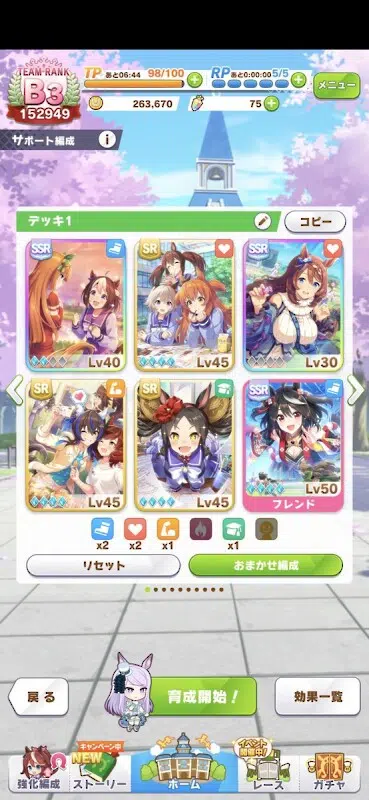 TEAM RANK
B3
152949
TP あと06:44 98/100
RP あと0:00:00 5/5
メニュー
263,670
75
サポート編成 i
デッキ1
コピー
SSR
Lv40
SR
Lv45
SSR
Lv30
SR
Lv45
SR
Lv45
SSR
Lv50
フレンド
x2 x2 x1 x1
リセット
おまかせ編成
戻る
育成開始！
効果一覧
強化編成
キャンペーン中
NEW
ストーリー
ホーム
イベント
開催中！
レース
ガチャ